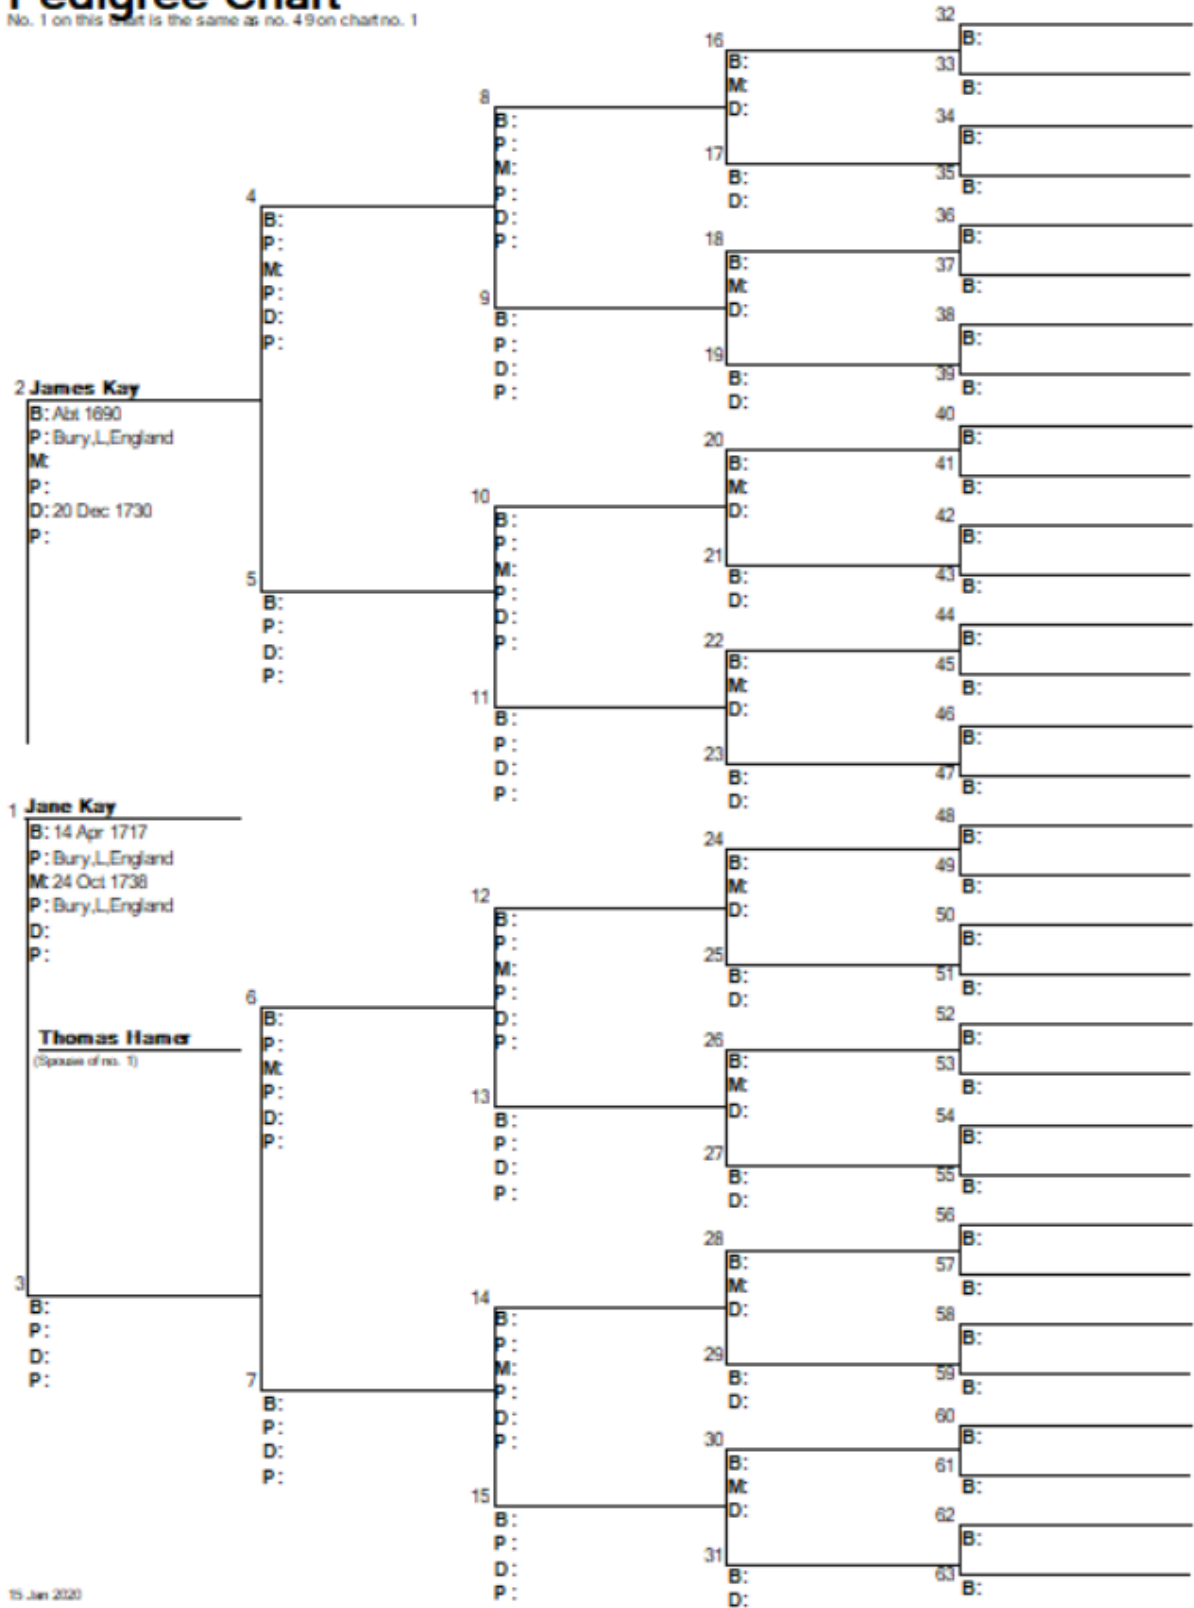 Pedigree Chart
No. 1 on this chart is the same as no. 49 on chart no. 1
2 James Kay
B: Abt 1690
P: Bury,L,England
M:
P:
D: 20 Dec 1730
P:
1 Jane Kay
B: 14 Apr 1717
P: Bury,L,England
M: 24 Oct 1738
P: Bury,L,England
D:
P:
Thomas Hamer
(Spouse of no. 1)
3
B:
P:
D:
P:
4
B:
P:
M:
P:
D:
P:
5
B:
P:
D:
P:
6
B:
P:
M:
P:
D:
P:
7
B:
P:
D:
P:
8
B:
P:
M:
P:
D:
P:
9
B:
P:
D:
P:
10
B:
P:
M:
P:
D:
P:
11
B:
P:
D:
P:
12
B:
P:
M:
P:
D:
P:
13
B:
P:
D:
P:
14
B:
P:
M:
P:
D:
P:
15
B:
P:
D:
P:
16
B:
M:
D:
17
B:
D:
18
B:
M:
D:
19
B:
D:
20
B:
M:
D:
21
B:
D:
22
B:
M:
D:
23
B:
D:
24
B:
M:
D:
25
B:
D:
26
B:
M:
D:
27
B:
D:
28
B:
M:
D:
29
B:
D:
30
B:
M:
D:
31
B:
D:
32
B:
33
B:
34
B:
35
B:
36
B:
37
B:
38
B:
39
B:
40
B:
41
B:
42
B:
43
B:
44
B:
45
B:
46
B:
47
B:
48
B:
49
B:
50
B:
51
B:
52
B:
53
B:
54
B:
55
B:
56
B:
57
B:
58
B:
59
B:
60
B:
61
B:
62
B:
63
B:
15 Jan 2020